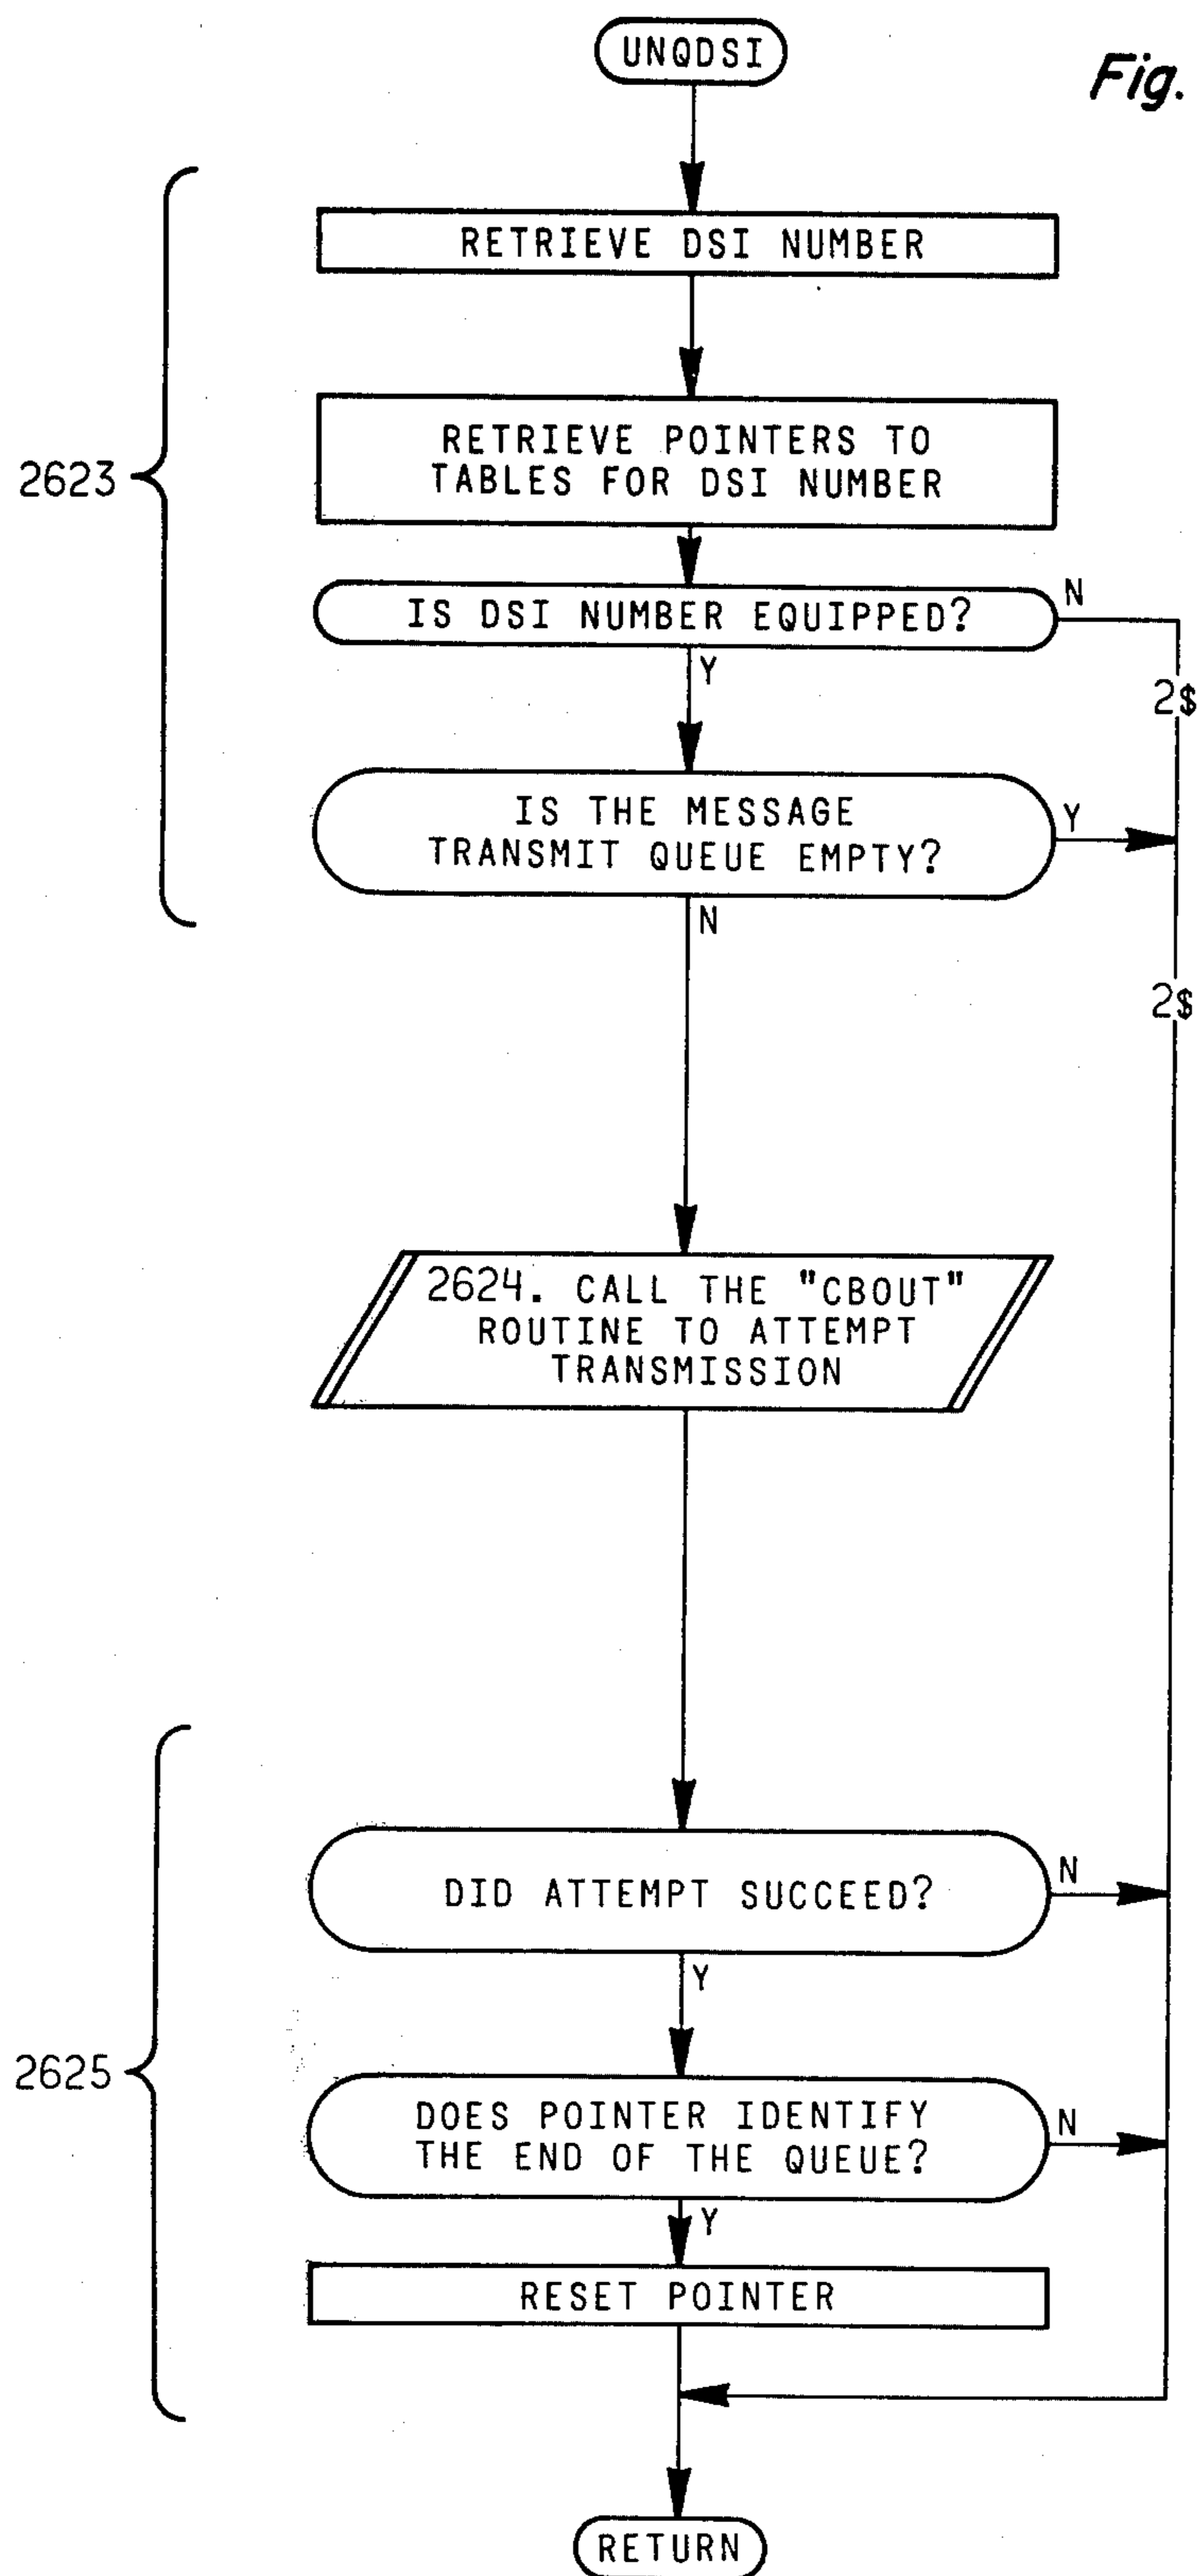 UNQDSI
Fig.
RETRIEVE DSI NUMBER
2623
RETRIEVE POINTERS TO
TABLES FOR DSI NUMBER
IS DSI NUMBER EQUIPPED?
N
Y
2$
IS THE MESSAGE
TRANSMIT QUEUE EMPTY?
Y
N
2$
2624. CALL THE "CBOUT"
ROUTINE TO ATTEMPT
TRANSMISSION
DID ATTEMPT SUCCEED?
N
Y
2625
DOES POINTER IDENTIFY
THE END OF THE QUEUE?
N
Y
RESET POINTER
RETURN